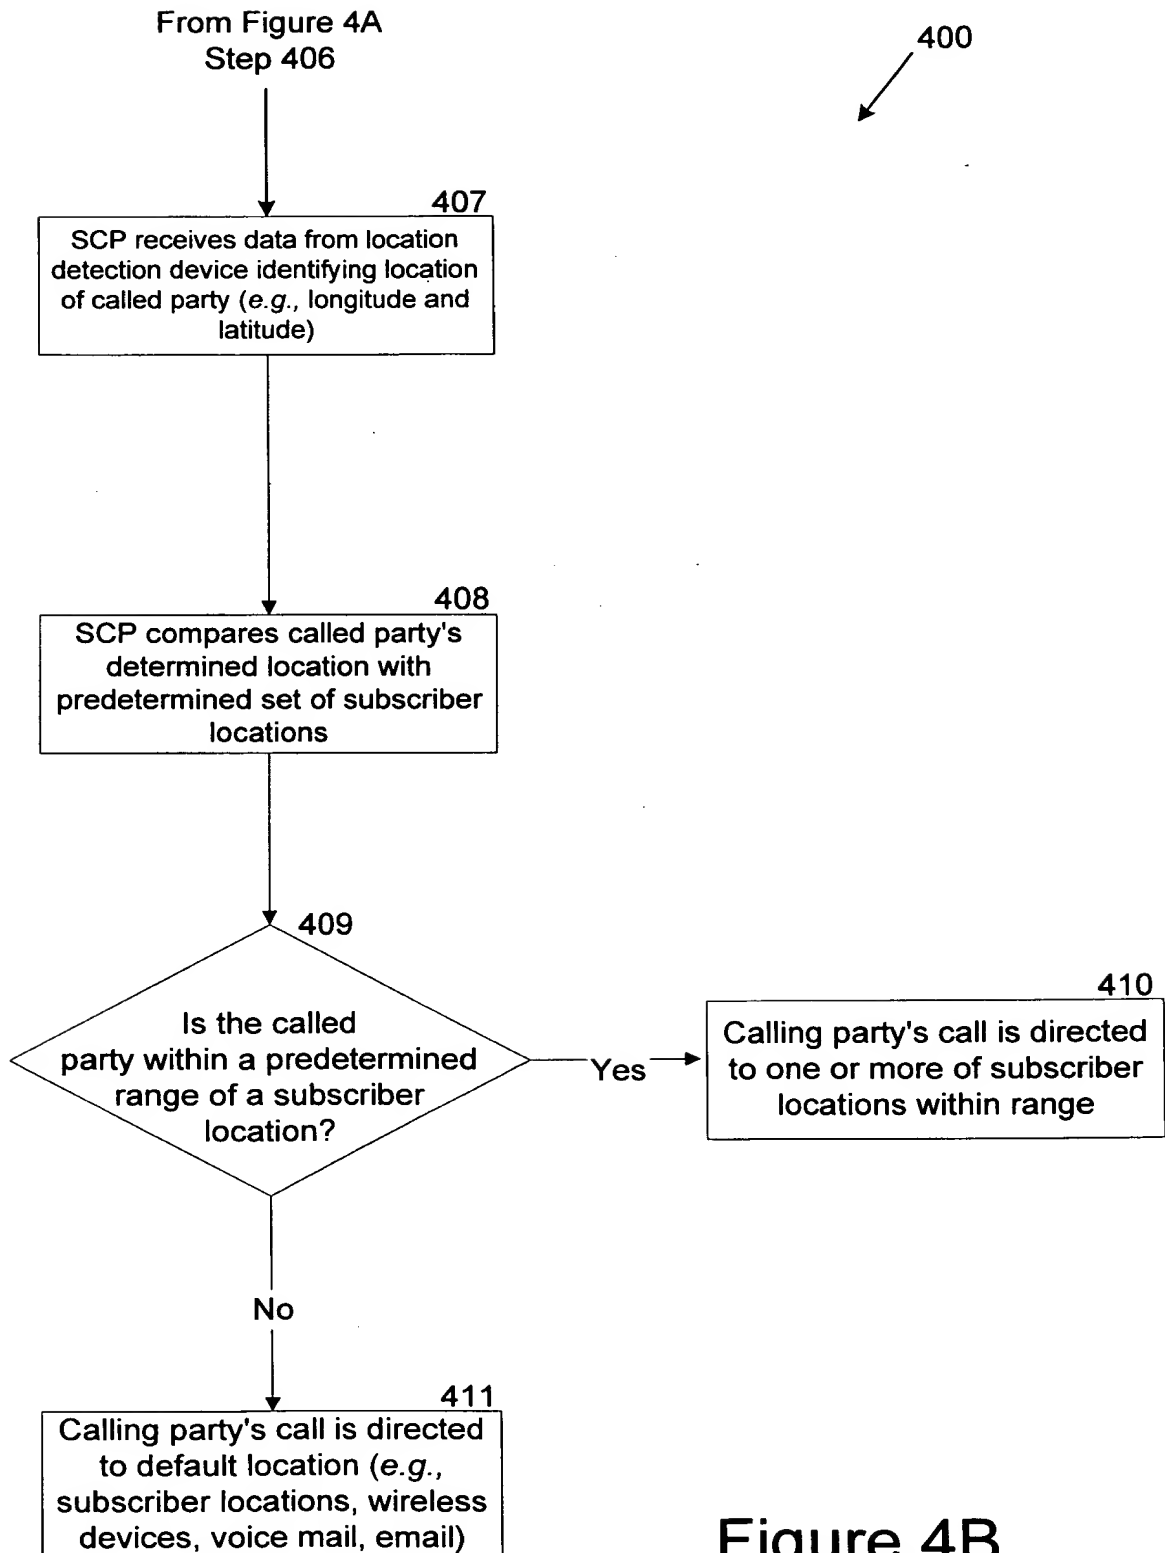 From Figure 4A
Step 406
400
407
SCP receives data from location
detection device identifying location
of called party (e.g., longitude and
latitude)
408
SCP compares called party's
determined location with
predetermined set of subscriber
locations
409
Is the called
party within a predetermined
range of a subscriber
location?
Yes
410
Calling party's call is directed
to one or more of subscriber
locations within range
No
411
Calling party's call is directed
to default location (e.g.,
subscriber locations, wireless
devices, voice mail, email)
Figure 4B